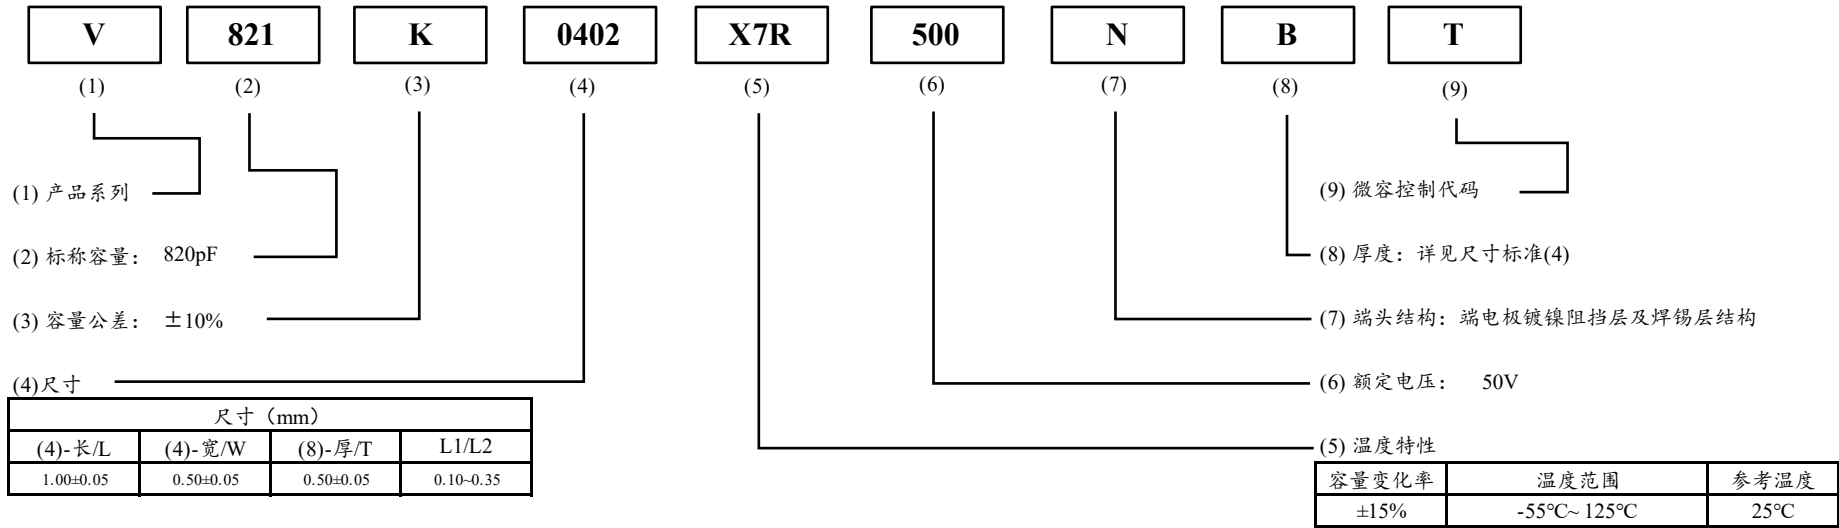 V 821 K 0402 X7R 500 N B T
(1) (2) (3) (4) (5) (6) (7) (8) (9)
(1) 产品系列
(9) 微容控制代码
(2) 标称容量： 820pF
(8) 厚度：详见尺寸标准(4)
(3) 容量公差： ±10%
(7) 端头结构：端电极镀镍阻挡层及焊锡层结构
(4)尺寸
(6) 额定电压： 50V
尺寸（mm）
(4)-长/L (4)-宽/W (8)-厚/T L1/L2
1.00±0.05 0.50±0.05 0.50±0.05 0.10~0.35
(5) 温度特性
容量变化率 温度范围 参考温度
±15% -55℃~ 125℃ 25℃